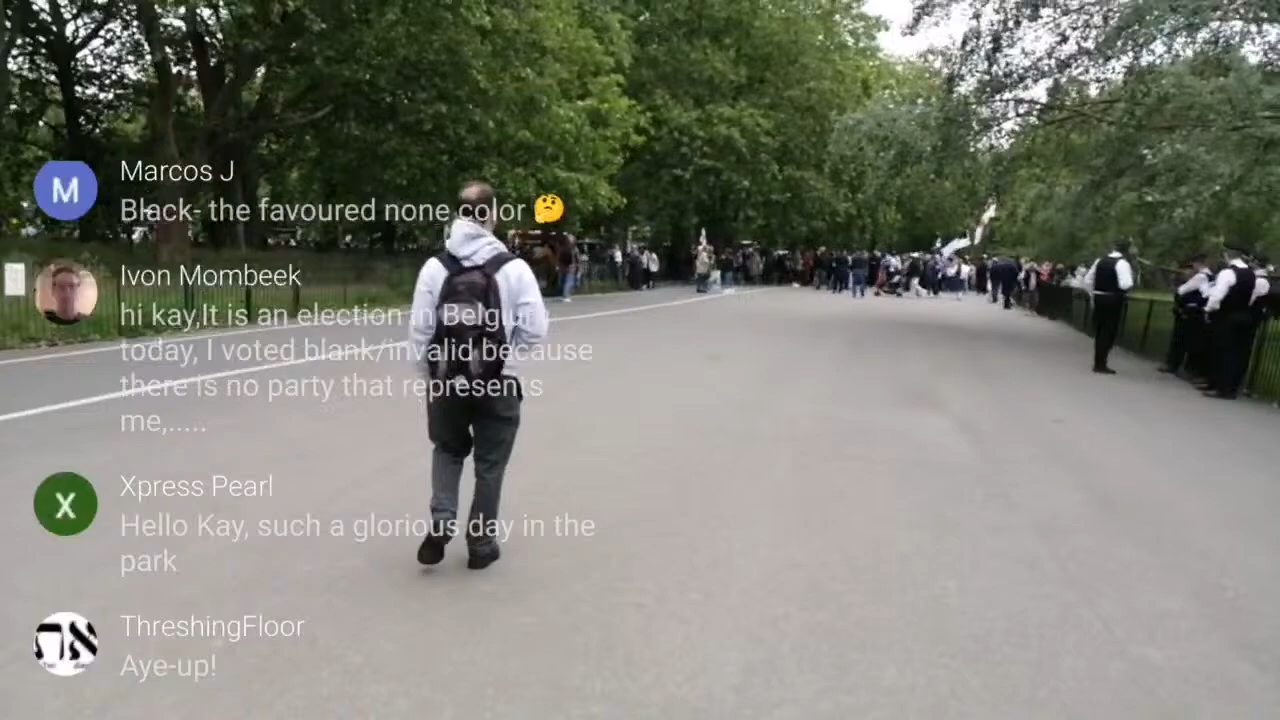 M
Marcos J
Black- the favoured none color 🤔
Ivon Mombeek
hi kay,It is an election in Belgium
today, I voted blank/invalid because
there is no party that represents
me,.....
X
Xpress Pearl
Hello Kay, such a glorious day in the
park
את
ThreshingFloor
Aye-up!